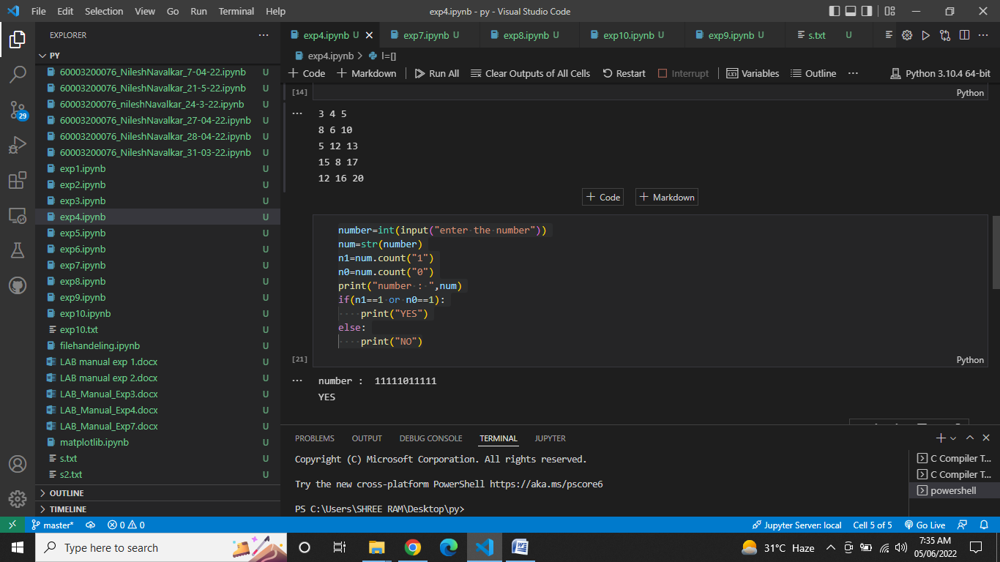 File Edit Selection View Go Run Terminal Help exp4.ipynb - py - Visual Studio Code
EXPLORER
PY
60003200076_NileshNavalkar_7-04-22.ipynb U
60003200076_NileshNavalkar_21-5-22.ipynb U
60003200076_nileshNavalkar_24-3-22.ipynb U
60003200076_NileshNavalkar_27-04-22.ipynb U
60003200076_NileshNavalkar_28-04-22.ipynb U
60003200076_NileshNavalkar_31-03-22.ipynb U
exp1.ipynb U
exp2.ipynb U
exp3.ipynb U
exp4.ipynb U
exp5.ipynb U
exp6.ipynb U
exp7.ipynb U
exp8.ipynb U
exp9.ipynb U
exp10.ipynb U
exp10.txt U
filehandeling.ipynb U
LAB manual exp 1.docx U
LAB manual exp 2.docx U
LAB_Manual_Exp3.docx U
LAB_Manual_Exp4.docx U
LAB_Manual_Exp7.docx U
matplotlib.ipynb U
s.txt U
s2.txt U
OUTLINE
TIMELINE
29
exp4.ipynb U exp7.ipynb U exp8.ipynb U exp10.ipynb U exp9.ipynb U s.txt U
exp4.ipynb > l=[]
+ Code + Markdown Run All Clear Outputs of All Cells Restart Interrupt Variables Outline ... Python 3.10.4 64-bit
[14] Python
3 4 5
8 6 10
5 12 13
15 8 17
12 16 20
+ Code + Markdown
number=int(input("enter the number"))
num=str(number)
n1=num.count("1")
n0=num.count("0")
print("number : ",num)
if(n1==1 or n0==1):
    print("YES")
else:
    print("NO")
[21] Python
number :  11111011111
YES
PROBLEMS OUTPUT DEBUG CONSOLE TERMINAL JUPYTER
Copyright (C) Microsoft Corporation. All rights reserved.
Try the new cross-platform PowerShell https://aka.ms/pscore6
PS C:\Users\SHREE RAM\Desktop\py>
C Compiler T...
C Compiler T...
powershell
master* 0 0 Jupyter Server: local Cell 5 of 5 Go Live
Type here to search 31°C Haze 7:35 AM
05/06/2022